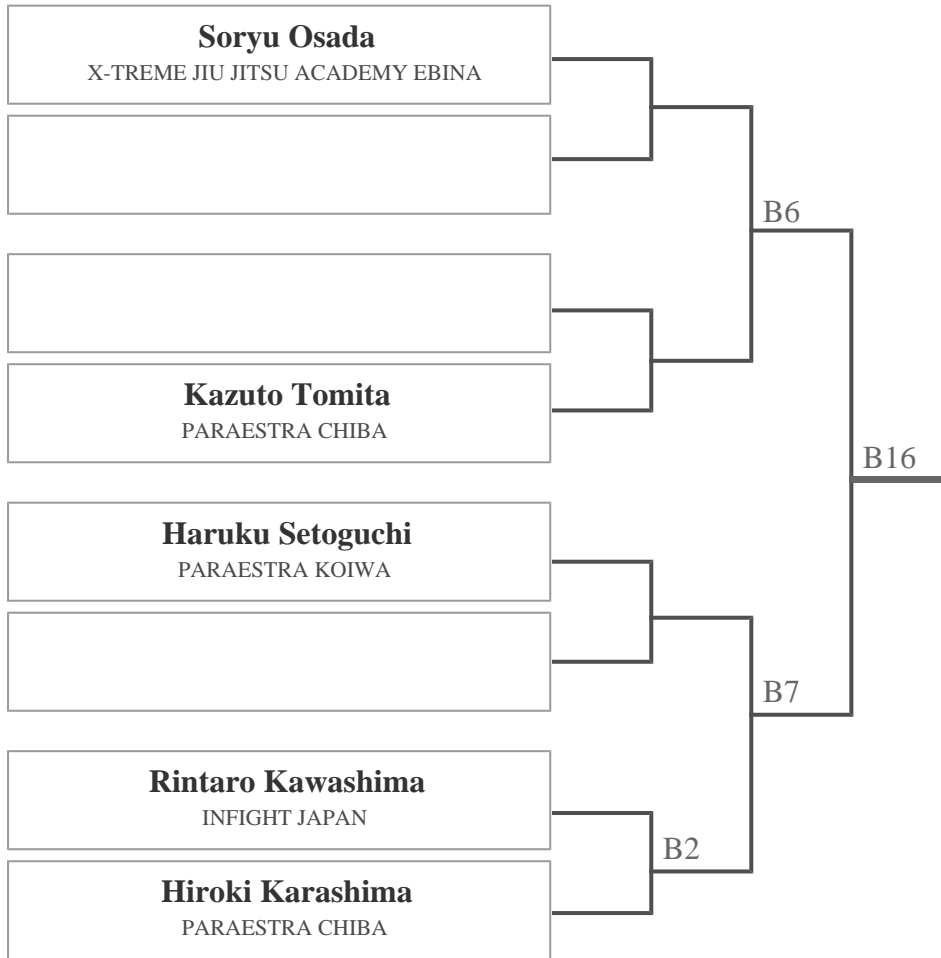 Soryu Osada
X-TREME JIU JITSU ACADEMY EBINA
B6
Kazuto Tomita
PARAESTRA CHIBA
B16
Haruku Setoguchi
PARAESTRA KOIWA
B7
Rintaro Kawashima
INFIGHT JAPAN
B2
Hiroki Karashima
PARAESTRA CHIBA